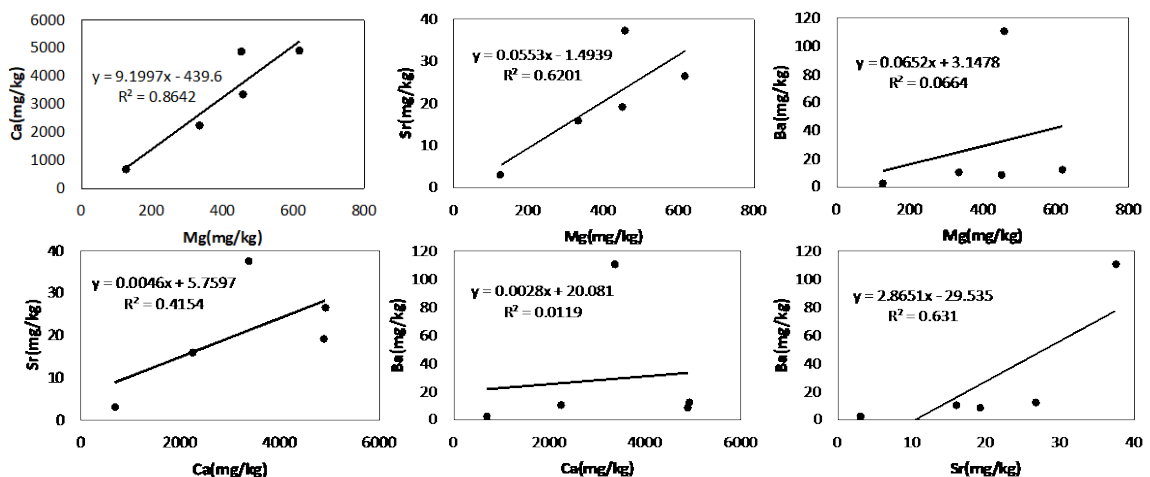 6000
5000
4000
3000
2000
1000
0
Ca(mg/kg)
y = 9.1997x - 439.6
R² = 0.8642
0 200 400 600 800
Mg(mg/kg)
40
30
20
10
0
Sr(mg/kg)
y = 0.0553x - 1.4939
R² = 0.6201
0 200 400 600 800
Mg(mg/kg)
120
100
80
60
40
20
0
Ba(mg/kg)
y = 0.0652x + 3.1478
R² = 0.0664
0 200 400 600 800
Mg(mg/kg)
40
30
20
10
0
Sr(mg/kg)
y = 0.0046x + 5.7597
R² = 0.4154
0 2000 4000 6000
Ca(mg/kg)
120
100
80
60
40
20
0
Ba(mg/kg)
y = 0.0028x + 20.081
R² = 0.0119
0 2000 4000 6000
Ca(mg/kg)
120
100
80
60
40
20
0
Ba(mg/kg)
y = 2.8651x - 29.535
R² = 0.631
0 10 20 30 40
Sr(mg/kg)